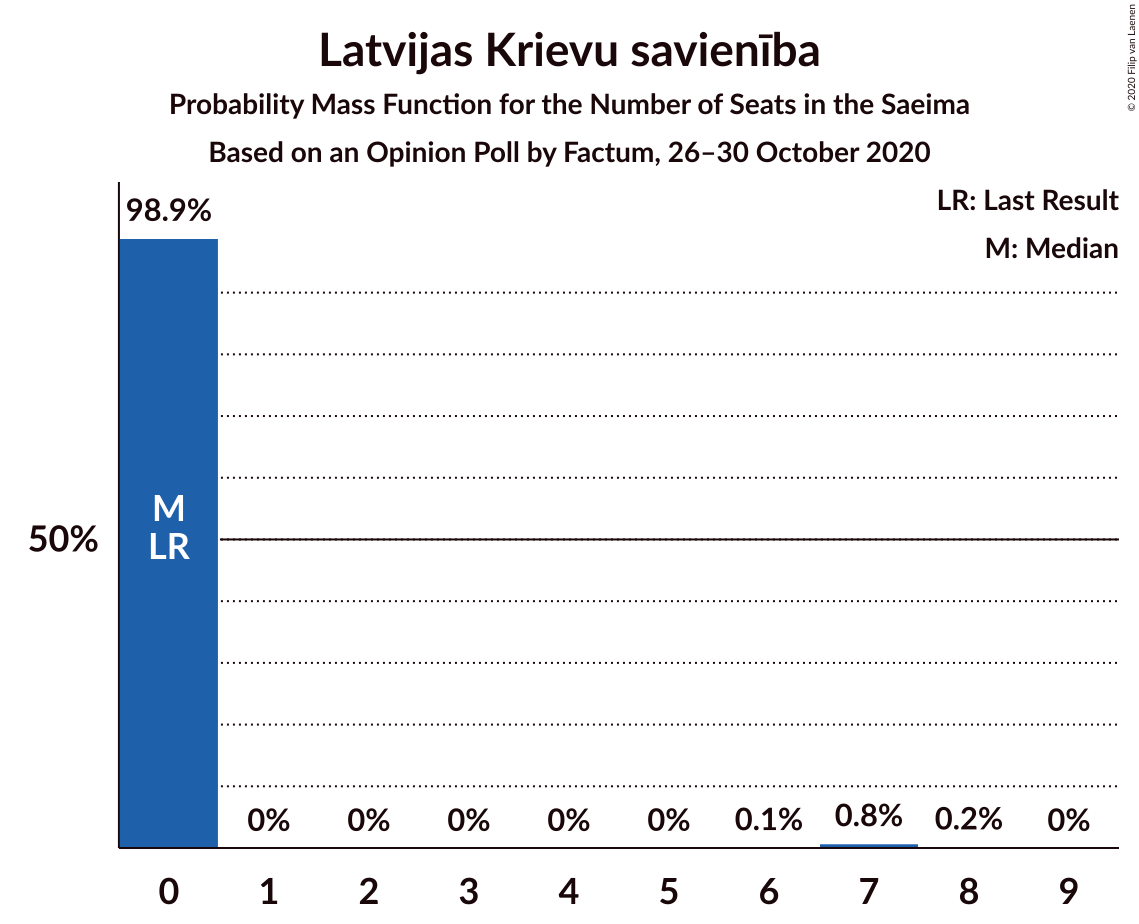 Latvijas Krievu savienība
Probability Mass Function for the Number of Seats in the Saeima
Based on an Opinion Poll by Factum, 26–30 October 2020
© 2020 Filip van Laenen
LR: Last Result
M: Median
98.9%
M
LR
50%
0% 0% 0% 0% 0% 0.1% 0.8% 0.2% 0%
0 1 2 3 4 5 6 7 8 9